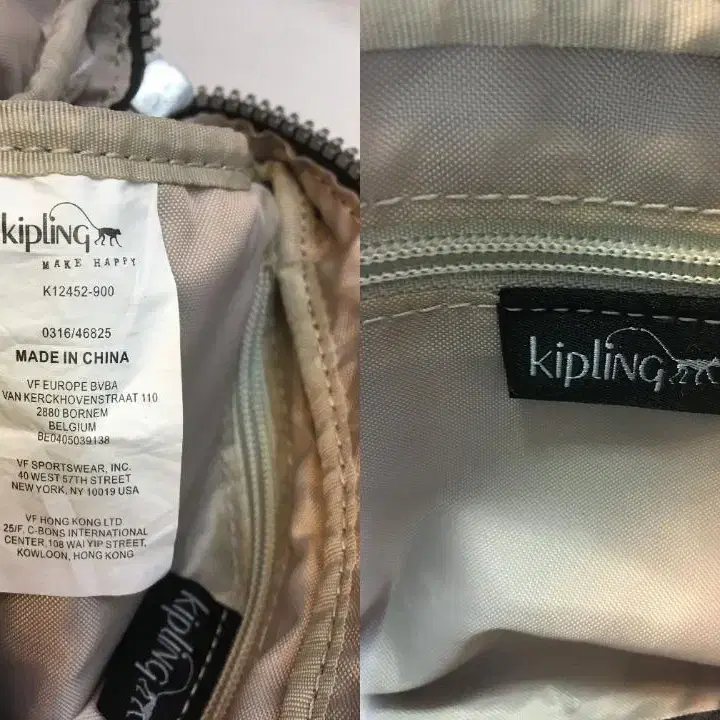 kipling
MAKE HAPPY
K12452-900
0316/46825
MADE IN CHINA
VF EUROPE BVBA
VAN KERCKHOVENSTRAAT 110
2880 BORNEM
BELGIUM
BE0405039138
VF SPORTSWEAR, INC.
40 WEST 57TH STREET
NEW YORK, NY 10019 USA
VF HONG KONG LTD
25/F, C-BONS INTERNATIONAL
CENTER,108 WAI YIP STREET,
KOWLOON, HONG KONG
kipling
kipling